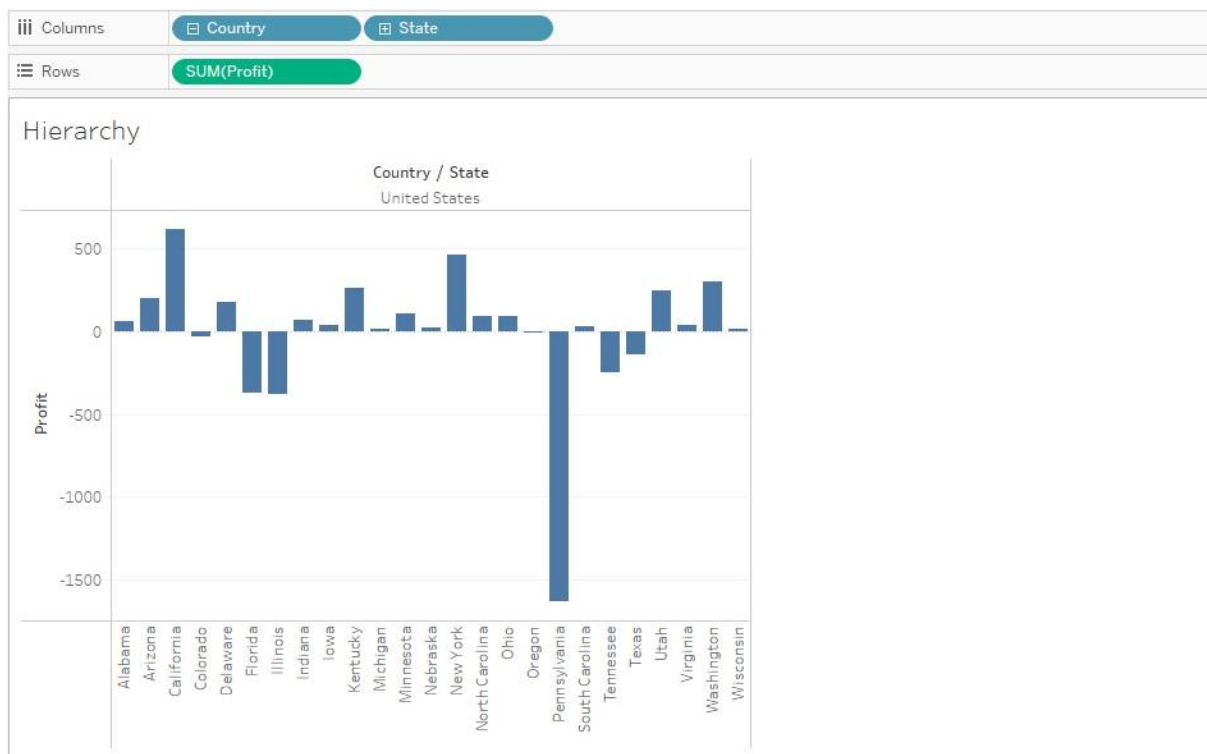 Columns
Country
State
Rows
SUM(Profit)
Hierarchy
Country / State
United States
Profit
500
0
-500
-1000
-1500
Alabama
Arizona
California
Colorado
Delaware
Florida
Illinois
Indiana
Iowa
Kentucky
Michigan
Minnesota
Nebraska
New York
North Carolina
Ohio
Oregon
Pennsylvania
South Carolina
Tennessee
Texas
Utah
Virginia
Washington
Wisconsin